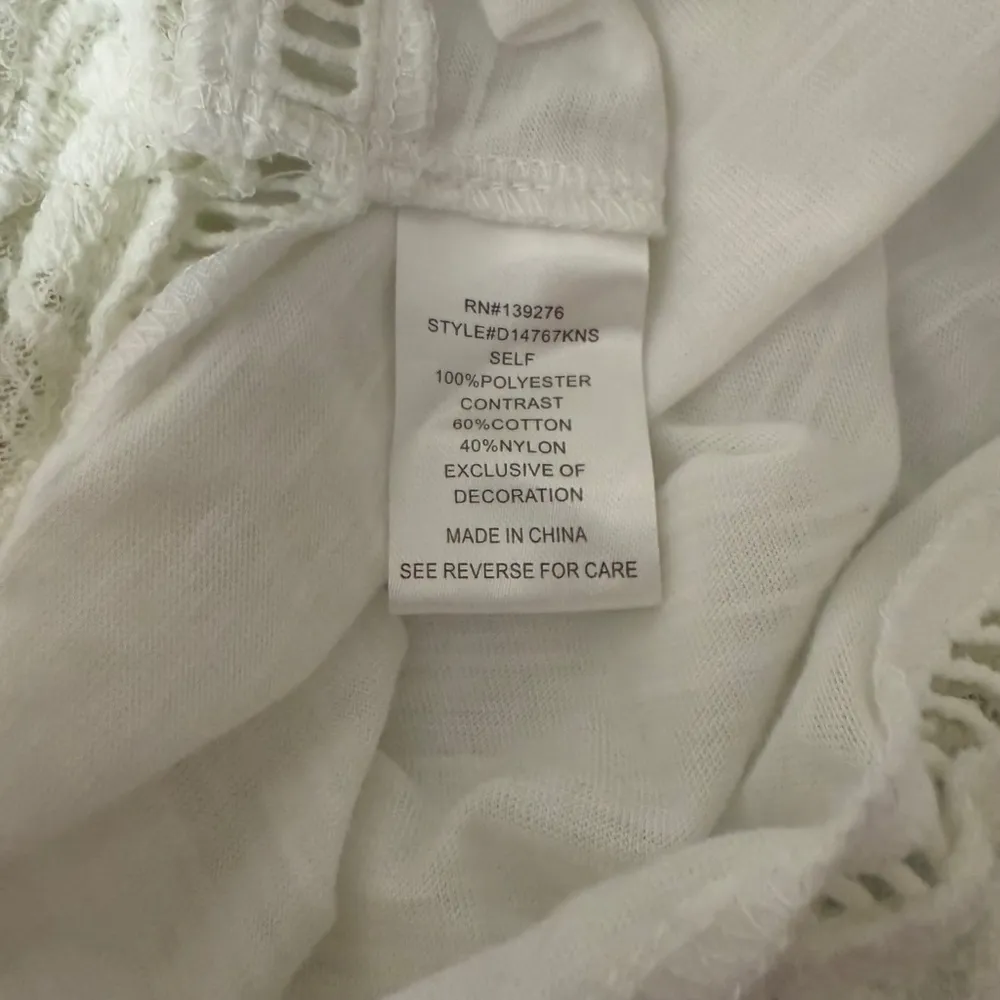 RN#139276
STYLE#D14767KNS
SELF
100%POLYESTER
CONTRAST
60%COTTON
40%NYLON
EXCLUSIVE OF
DECORATION
MADE IN CHINA
SEE REVERSE FOR CARE